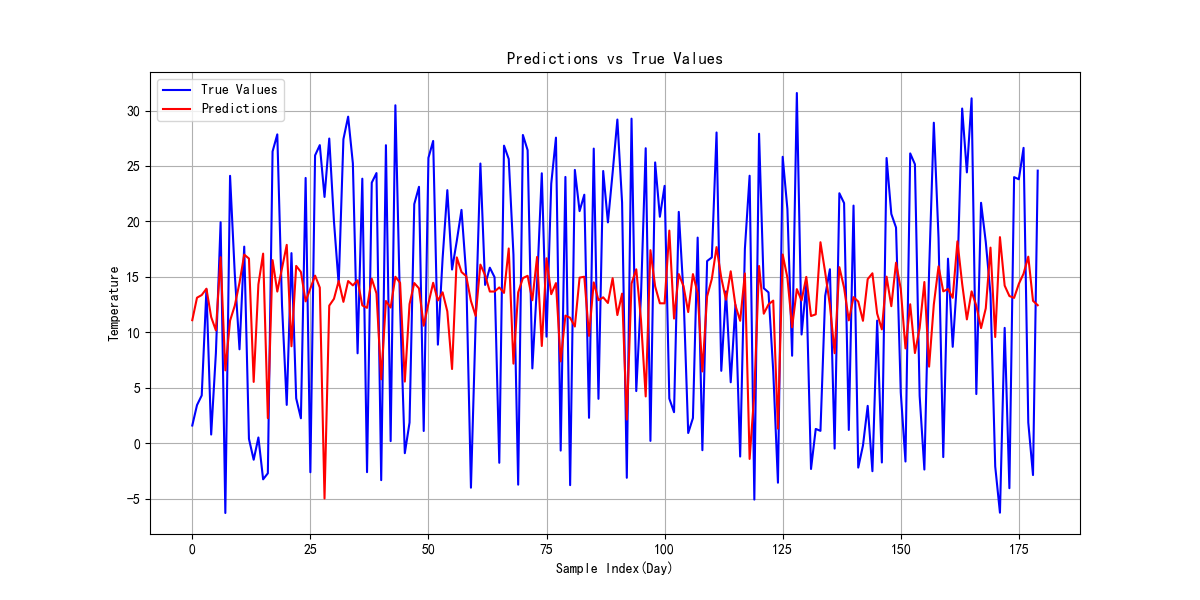 Predictions vs True Values
True Values
Predictions
Temperature
30
25
20
15
10
5
0
−5
0 25 50 75 100 125 150 175
Sample Index(Day)